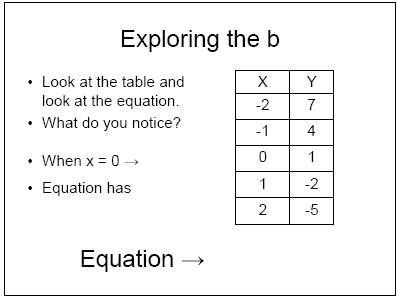 Exploring the b
• Look at the table and
look at the equation.
• What do you notice?
• When x = 0 →
• Equation has
X Y
-2 7
-1 4
0 1
1 -2
2 -5
Equation →